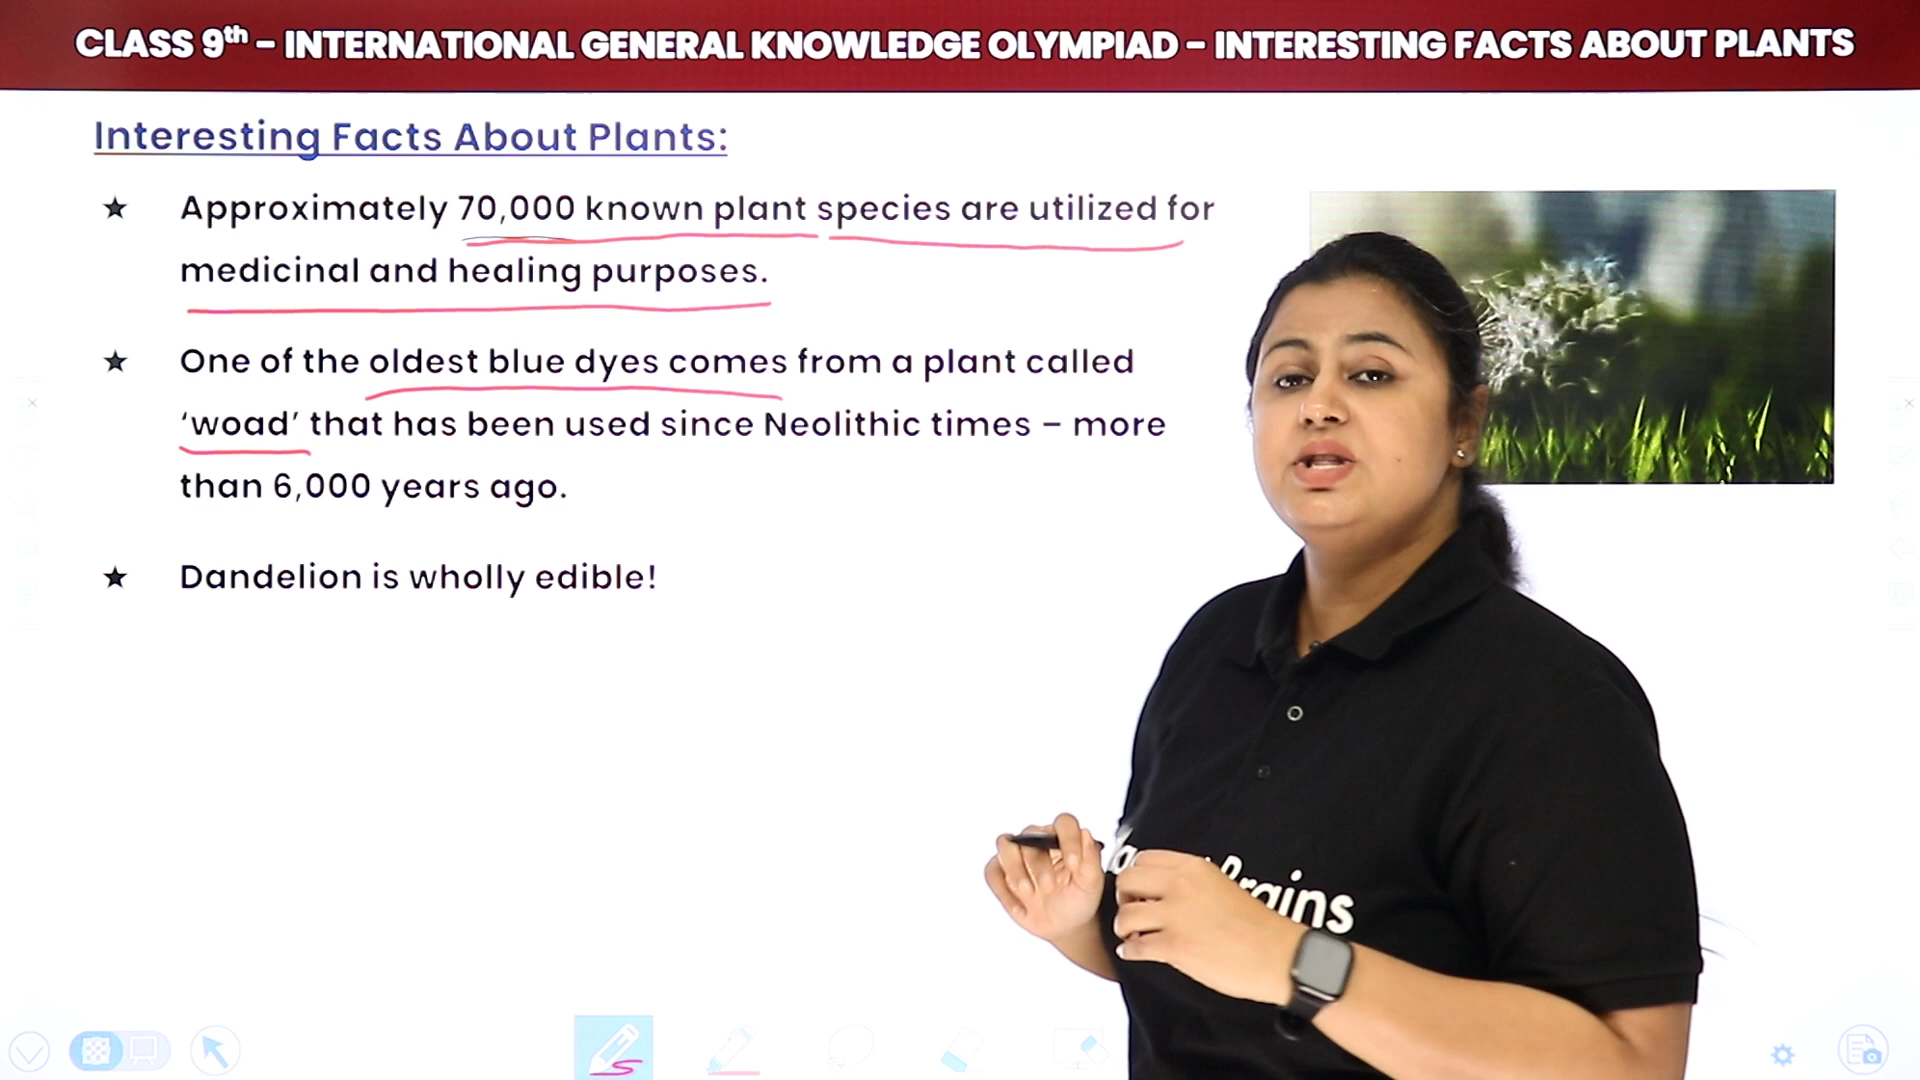 CLASS 9th – INTERNATIONAL GENERAL KNOWLEDGE OLYMPIAD – INTERESTING FACTS ABOUT PLANTS
Interesting Facts About Plants:
★ Approximately 70,000 known plant species are utilized for
medicinal and healing purposes.
★ One of the oldest blue dyes comes from a plant called
‘woad’ that has been used since Neolithic times – more
than 6,000 years ago.
★ Dandelion is wholly edible!
Brains